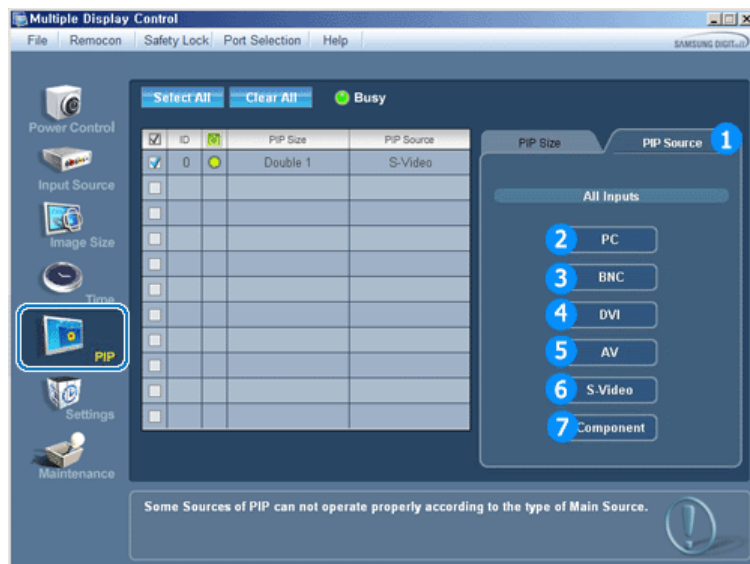 Multiple Display Control
File Remocon Safety Lock Port Selection Help
SAMSUNG DIGITall
Select All Clear All Busy
Power Control
Input Source
Image Size
Time
PIP
Settings
Maintenance
ID PIP Size PIP Source
0 Double 1 S-Video
PIP Size PIP Source 1
All Inputs
2 PC
3 BNC
4 DVI
5 AV
6 S-Video
7 Component
Some Sources of PIP can not operate properly according to the type of Main Source.